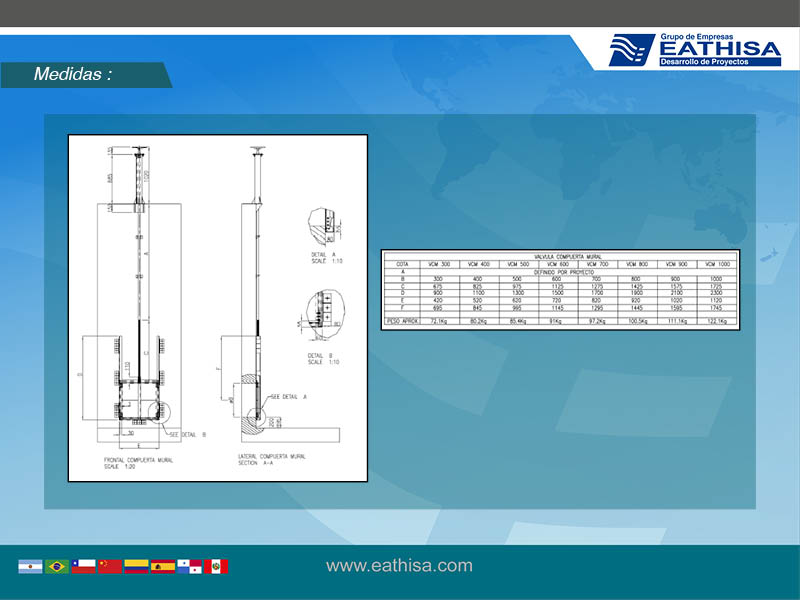 Grupo de Empresas
EATHISA
Desarrollo de Proyectos
Medidas :
885
1020
A
C
D
110
30
E
SEE DETAIL B
FRONTAL COMPUERTA MURAL
SCALE 1:20
F
SEE DETAIL A
200
LATERAL COMPUERTA MURAL
SECTION A-A
DETAIL A
SCALE 1:10
DETAIL B
SCALE 1:10
VALVULA COMPUERTA MURAL
COTA VCM 300 VCM 400 VCM 500 VCM 600 VCM 700 VCM 800 VCM 900 VCM 1000
A DEFINIDO POR PROYECTO
B 300 400 500 600 700 800 900 1000
C 675 825 975 1125 1275 1425 1575 1725
D 900 1100 1300 1500 1700 1900 2100 2300
E 420 520 620 720 820 920 1020 1120
F 695 845 995 1145 1295 1445 1595 1745
PESO APROX. 72.1Kg 80.2Kg 85.4Kg 91Kg 97.2Kg 100.5Kg 111.1Kg 122.1Kg
www.eathisa.com